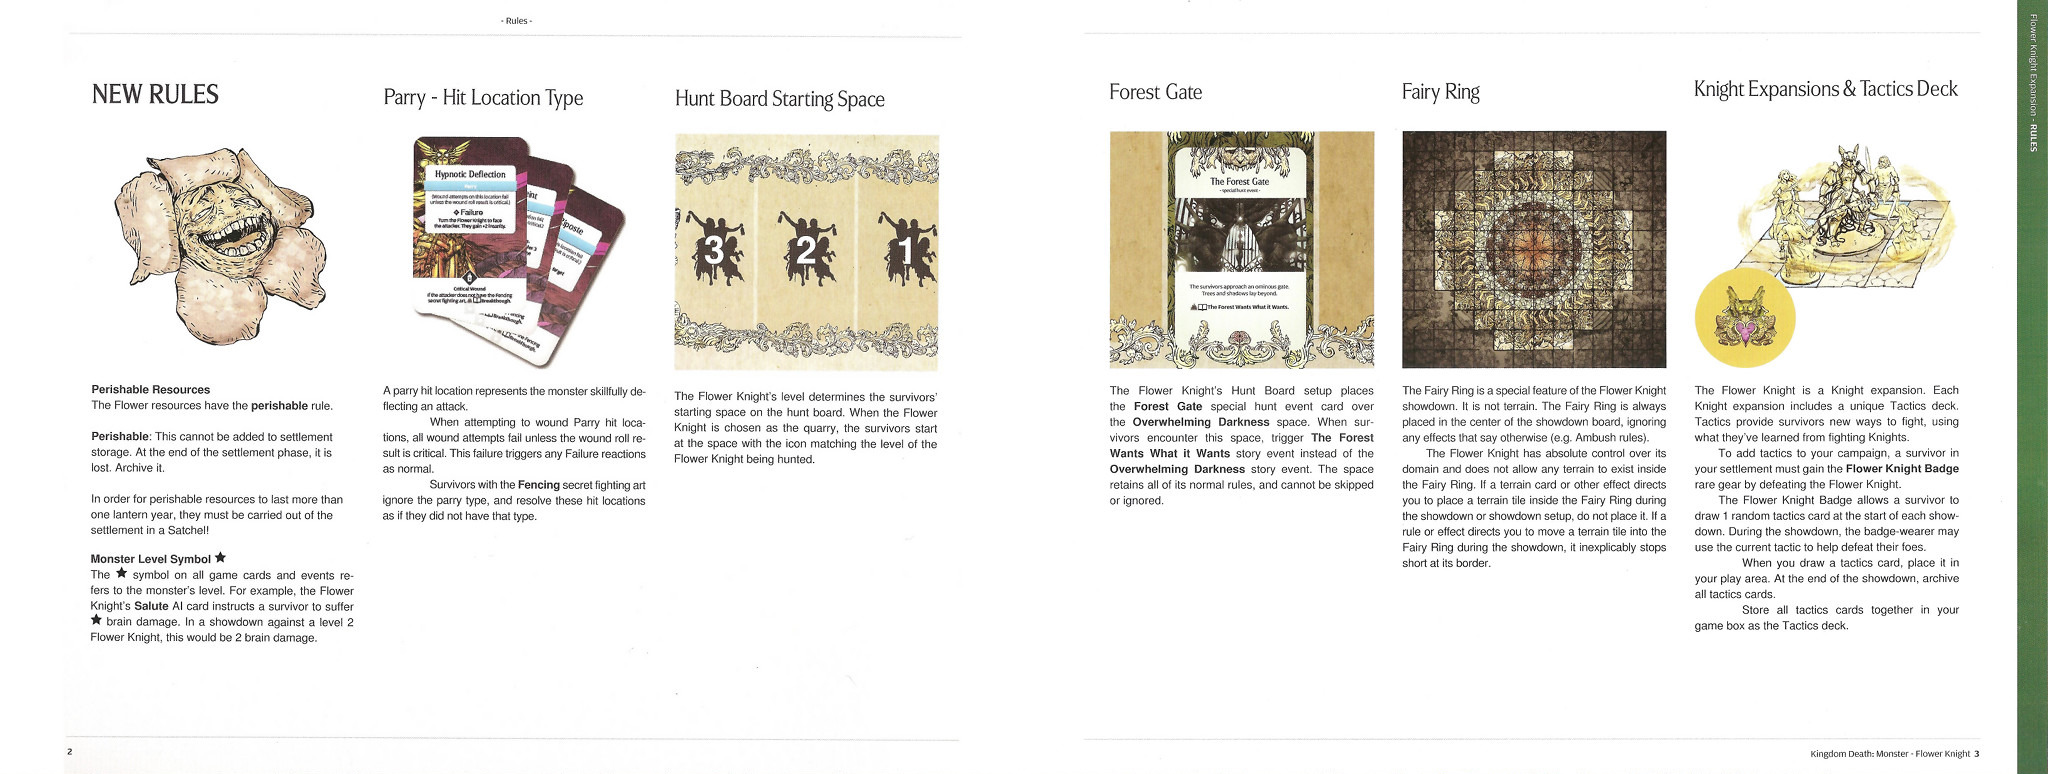 - Rules -
NEW RULES
Perishable Resources
The Flower resources have the perishable rule.
Perishable: This cannot be added to settlement
storage. At the end of the settlement phase, it is
lost. Archive it.
In order for perishable resources to last more than
one lantern year, they must be carried out of the
settlement in a Satchel!
Monster Level Symbol ★
The ★ symbol on all game cards and events re-
fers to the monster's level. For example, the Flower
Knight's Salute AI card instructs a survivor to suffer
★ brain damage. In a showdown against a level 2
Flower Knight, this would be 2 brain damage.
Parry - Hit Location Type
Hypnotic Deflection
Parry
Wound attempts on this location fail
unless the wound roll result is critical.
Failure
Turn the Flower Knight to face
the attacker. They gain +2 insanity.
Critical Wound
If the attacker does not have the Fencing
secret fighting art, Breakthough.
A parry hit location represents the monster skillfully de-
flecting an attack.
When attempting to wound Parry hit loca-
tions, all wound attempts fail unless the wound roll re-
sult is critical. This failure triggers any Failure reactions
as normal.
Survivors with the Fencing secret fighting art
ignore the parry type, and resolve these hit locations
as if they did not have that type.
Hunt Board Starting Space
3 2 1
The Flower Knight's level determines the survivors'
starting space on the hunt board. When the Flower
Knight is chosen as the quarry, the survivors start
at the space with the icon matching the level of the
Flower Knight being hunted.
2
Forest Gate
The Forest Gate
- special hunt event -
The survivors approach an ominous gate.
Trees and shadows lay beyond.
The Forest Wants What it Wants.
The Flower Knight's Hunt Board setup places
the Forest Gate special hunt event card over
the Overwhelming Darkness space. When sur-
vivors encounter this space, trigger The Forest
Wants What it Wants story event instead of the
Overwhelming Darkness story event. The space
retains all of its normal rules, and cannot be skipped
or ignored.
Fairy Ring
The Fairy Ring is a special feature of the Flower Knight
showdown. It is not terrain. The Fairy Ring is always
placed in the center of the showdown board, ignoring
any effects that say otherwise (e.g. Ambush rules).
The Flower Knight has absolute control over its
domain and does not allow any terrain to exist inside
the Fairy Ring. If a terrain card or other effect directs
you to place a terrain tile inside the Fairy Ring during
the showdown or showdown setup, do not place it. If a
rule or effect directs you to move a terrain tile into the
Fairy Ring during the showdown, it inexplicably stops
short at its border.
Knight Expansions & Tactics Deck
The Flower Knight is a Knight expansion. Each
Knight expansion includes a unique Tactics deck.
Tactics provide survivors new ways to fight, using
what they've learned from fighting Knights.
To add tactics to your campaign, a survivor in
your settlement must gain the Flower Knight Badge
rare gear by defeating the Flower Knight.
The Flower Knight Badge allows a survivor to
draw 1 random tactics card at the start of each show-
down. During the showdown, the badge-wearer may
use the current tactic to help defeat their foes.
When you draw a tactics card, place it in
your play area. At the end of the showdown, archive
all tactics cards.
Store all tactics cards together in your
game box as the Tactics deck.
Kingdom Death: Monster - Flower Knight 3
Flower Knight Expansion - RULES